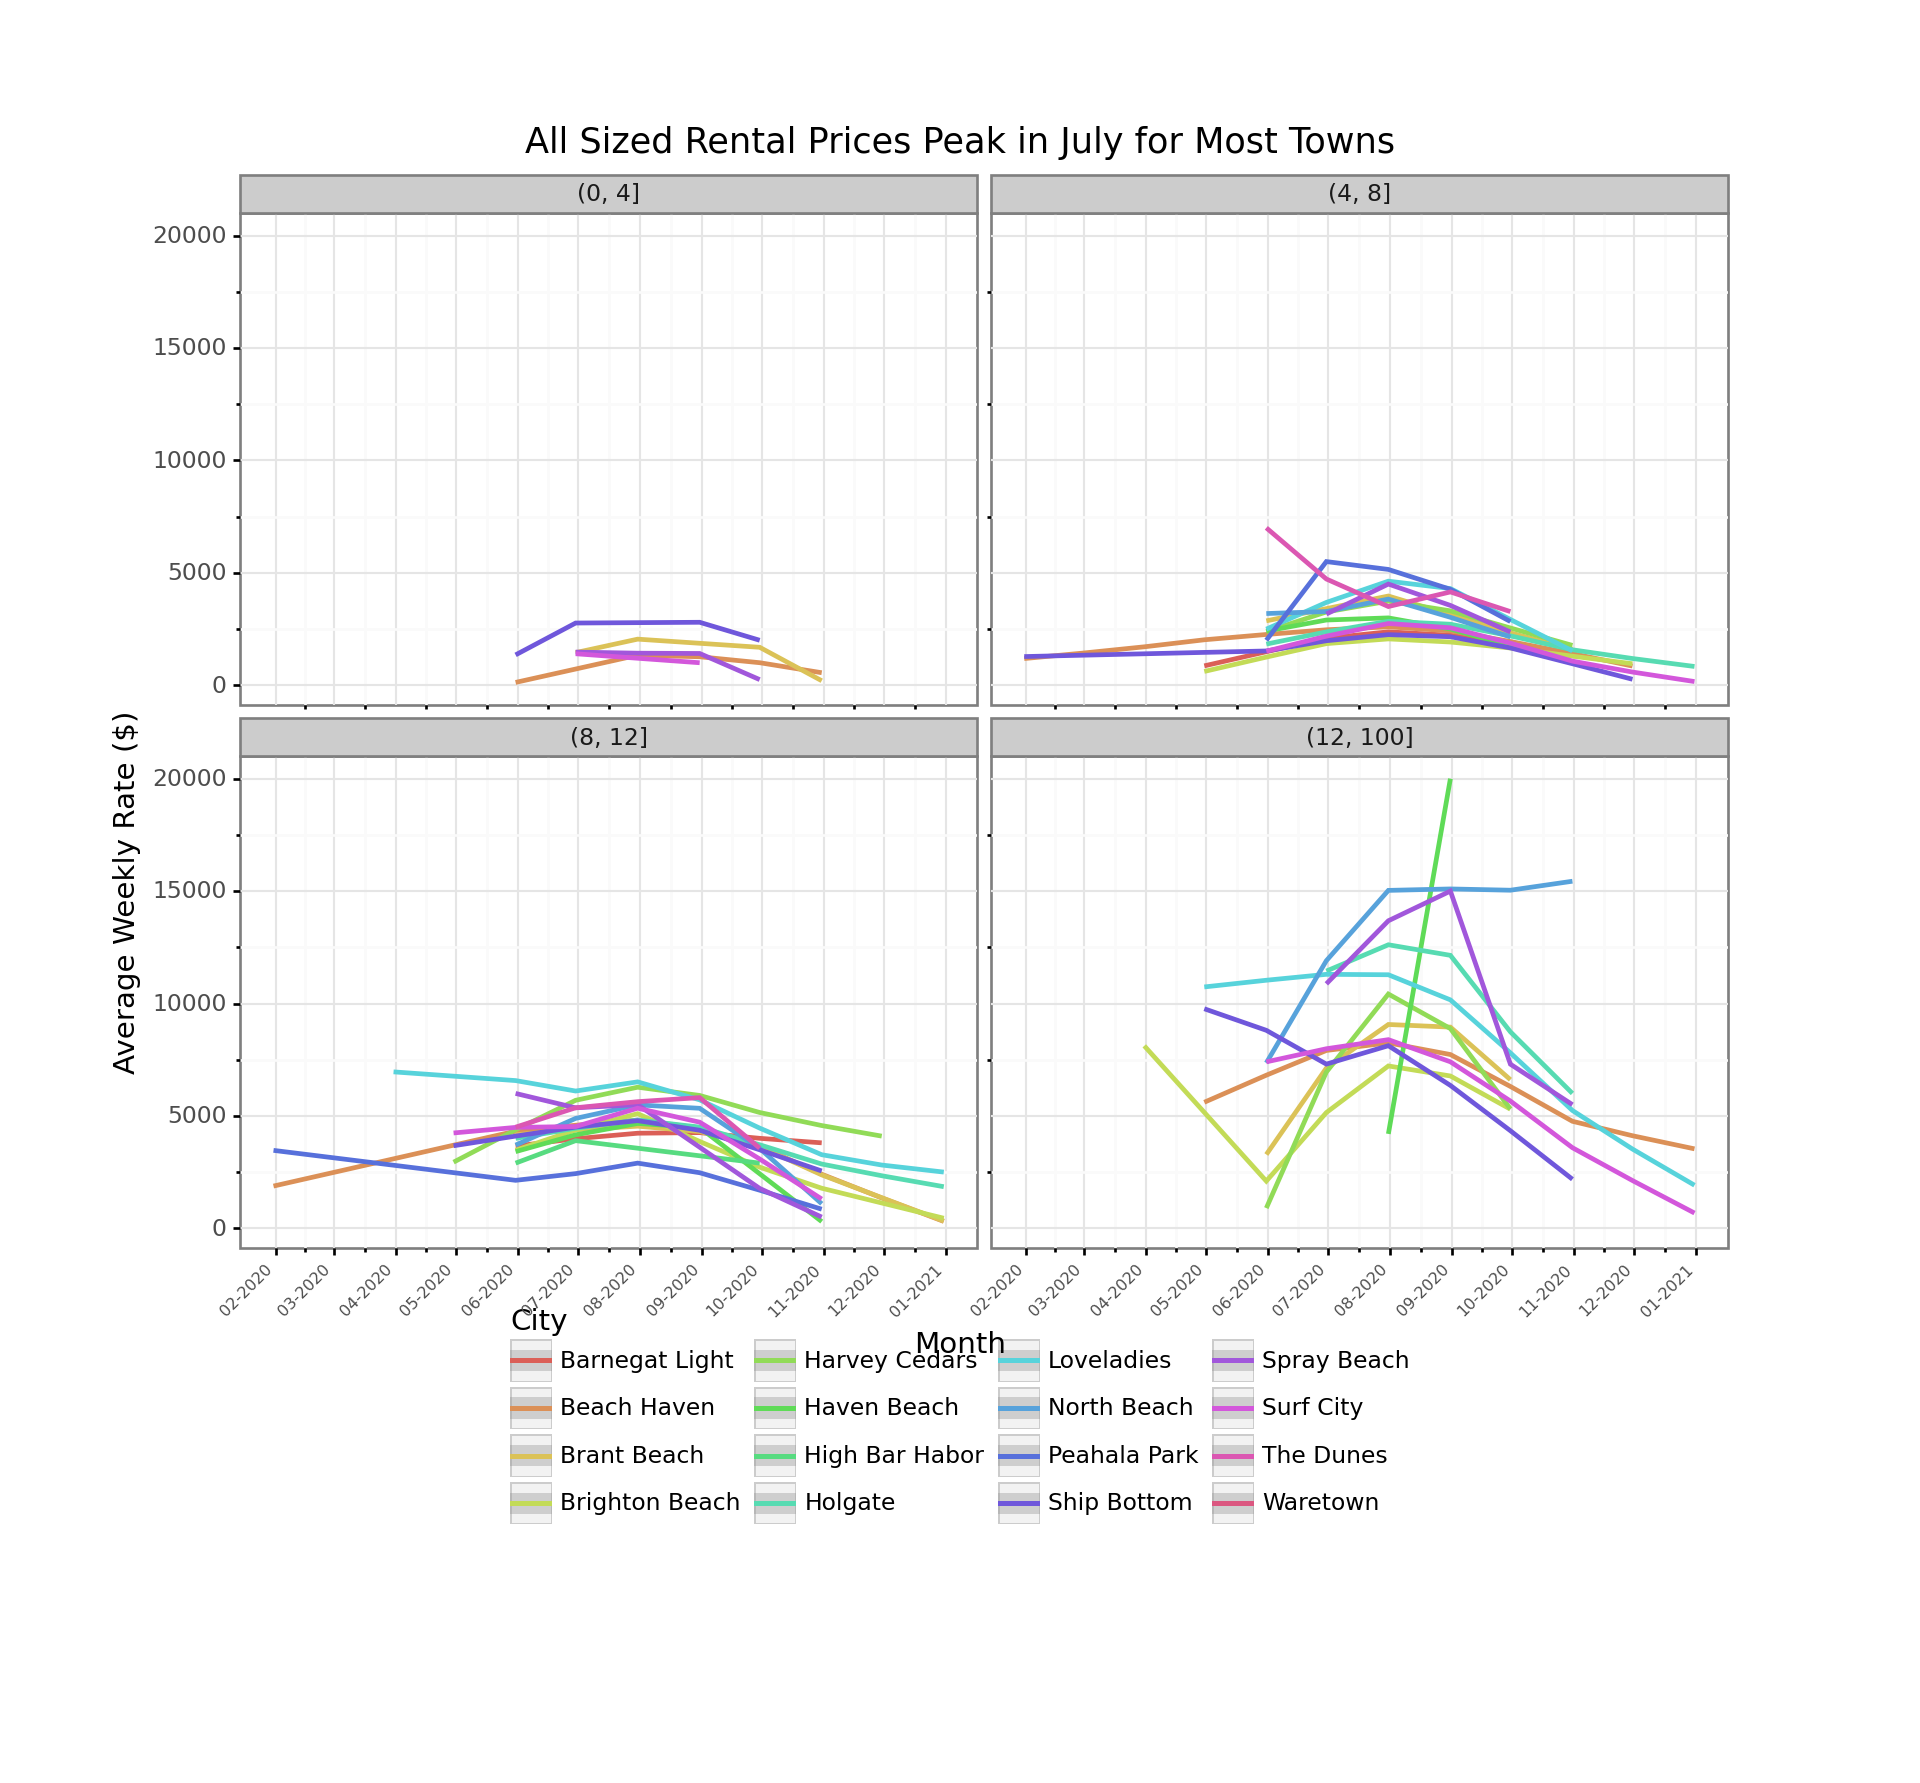 All Sized Rental Prices Peak in July for Most Towns
(0, 4]
(4, 8]
20000
15000
10000
5000
0
(8, 12]
(12, 100]
Average Weekly Rate ($)
20000
15000
10000
5000
0
02-2020 03-2020 04-2020 05-2020 06-2020 07-2020 08-2020 09-2020 10-2020 11-2020 12-2020 01-2021
02-2020 03-2020 04-2020 05-2020 06-2020 07-2020 08-2020 09-2020 10-2020 11-2020 12-2020 01-2021
Month
City
Barnegat Light
Beach Haven
Brant Beach
Brighton Beach
Harvey Cedars
Haven Beach
High Bar Habor
Holgate
Loveladies
North Beach
Peahala Park
Ship Bottom
Spray Beach
Surf City
The Dunes
Waretown